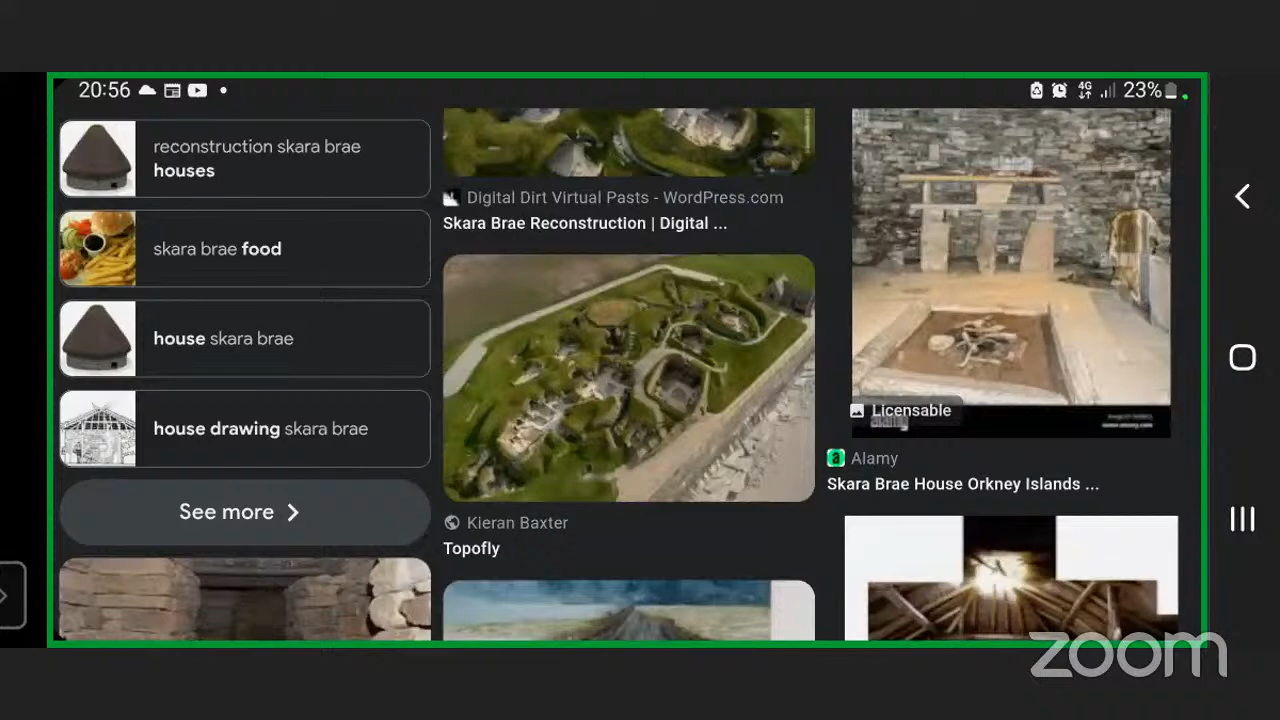 20:56
4G
23%
reconstruction skara brae
houses
skara brae food
house skara brae
house drawing skara brae
See more
Digital Dirt Virtual Pasts - WordPress.com
Skara Brae Reconstruction | Digital ...
Kieran Baxter
Topofly
Licensable
a Alamy
Skara Brae House Orkney Islands ...
zoom